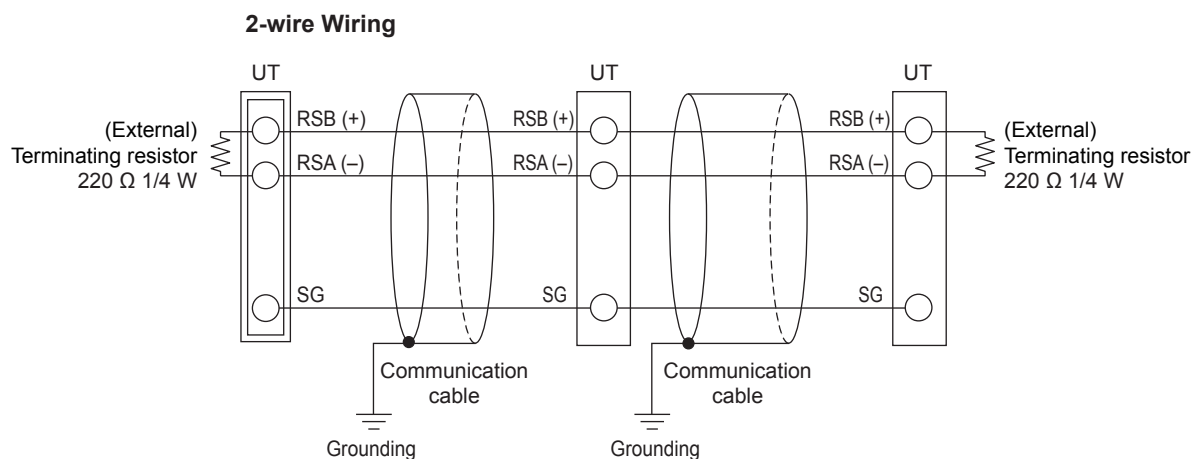 2-wire Wiring
UT UT UT
RSB (+) RSB (+) RSB (+)
(External)
Terminating resistor
220 Ω 1/4 W
RSA (–) RSA (–) RSA (–)
(External)
Terminating resistor
220 Ω 1/4 W
SG SG SG
Communication
cable
Communication
cable
Grounding Grounding